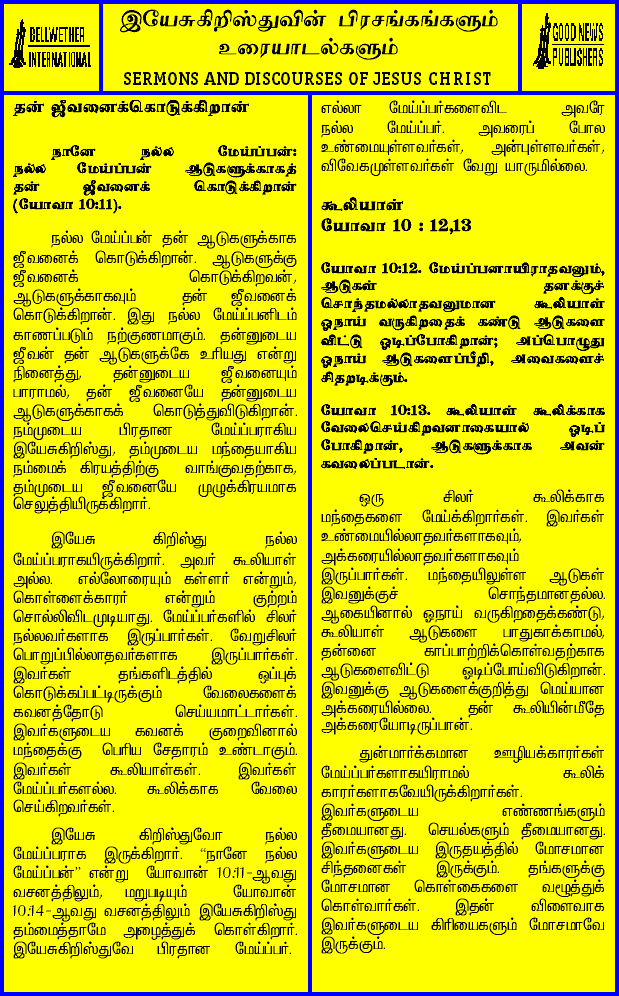 BELLWETHER
INTERNATIONAL
இயேசுகிறிஸ்துவின் பிரசங்கங்களும்
உரையாடல்களும்
SERMONS AND DISCOURSES OF JESUS CHRIST
GOOD NEWS
PUBLISHERS
தன் ஜீவனைக்கொடுக்கிறான்
நானே நல்ல மேய்ப்பன்:
நல்ல மேய்ப்பன் ஆடுகளுக்காகத்
தன் ஜீவனைக் கொடுக்கிறான்
(யோவா 10:11).
நல்ல மேய்ப்பன் தன் ஆடுகளுக்காக
ஜீவனைக் கொடுக்கிறான். ஆடுகளுக்கு
ஜீவனைக் கொடுக்கிறவன்,
ஆடுகளுக்காகவும் தன் ஜீவனைக்
கொடுக்கிறான். இது நல்ல மேய்ப்பனிடம்
காணப்படும் நற்குணமாகும். தன்னுடைய
ஜீவன் தன் ஆடுகளுக்கே உரியது என்று
நினைத்து, தன்னுடைய ஜீவனையும்
பாராமல், தன் ஜீவனையே தன்னுடைய
ஆடுகளுக்காகக் கொடுத்துவிடுகிறான்.
நம்முடைய பிரதான மேய்ப்பராகிய
இயேசுகிறிஸ்து, தம்முடைய மந்தையாகிய
நம்மைக் கிரயத்திற்கு வாங்குவதற்காக,
தம்முடைய ஜீவனையே முழுக்கிரயமாக
செலுத்தியிருக்கிறார்.
இயேசு கிறிஸ்து நல்ல
மேய்ப்பராகயிருக்கிறார். அவர் கூலியாள்
அல்ல. எல்லோரையும் கள்ளர் என்றும்,
கொள்ளைக்காரர் என்றும் குற்றம்
சொல்லிவிடமுடியாது. மேய்ப்பர்களில் சிலர்
நல்லவர்களாக இருப்பார்கள். வேறுசிலர்
பொறுப்பில்லாதவர்களாக இருப்பார்கள்.
இவர்கள் தங்களிடத்தில் ஒப்புக்
கொடுக்கப்பட்டிருக்கும் வேலைகளைக்
கவனத்தோடு செய்யமாட்டார்கள்.
இவர்களுடைய கவனக் குறைவினால்
மந்தைக்கு பெரிய சேதாரம் உண்டாகும்.
இவர்கள் கூலியாள்கள். இவர்கள்
மேய்ப்பர்களல்ல. கூலிக்காக வேலை
செய்கிறவர்கள்.
இயேசு கிறிஸ்துவோ நல்ல
மேய்ப்பராக இருக்கிறார். “நானே நல்ல
மேய்ப்பன்” என்று யோவான் 10:11-ஆவது
வசனத்திலும், மறுபடியும் யோவான்
10:14-ஆவது வசனத்திலும் இயேசுகிறிஸ்து
தம்மைத்தாமே அழைத்துக் கொள்கிறார்.
இயேசுகிறிஸ்துவே பிரதான மேய்ப்பர்.
எல்லா மேய்ப்பர்களைவிட அவரே
நல்ல மேய்ப்பர். அவரைப் போல
உண்மையுள்ளவர்கள், அன்புள்ளவர்கள்,
விவேகமுள்ளவர்கள் வேறு யாருமில்லை.
கூலியாள்
யோவா 10 : 12,13
யோவா 10:12. மேய்ப்பனாயிராதவனும்,
ஆடுகள் தனக்குச்
சொந்தமல்லாதவனுமான கூலியாள்
ஓநாய் வருகிறதைக் கண்டு ஆடுகளை
விட்டு ஓடிப்போகிறான்; அப்பொழுது
ஓநாய் ஆடுகளைப்பீறி, அவைகளைச்
சிதறடிக்கும்.
யோவா 10:13. கூலியாள் கூலிக்காக
வேலைசெய்கிறவனாகையால் ஓடிப்
போகிறான், ஆடுகளுக்காக அவன்
கவலைப்படான்.
ஒரு சிலர் கூலிக்காக
மந்தைகளை மேய்க்கிறார்கள். இவர்கள்
உண்மையில்லாதவர்களாகவும்,
அக்கரையில்லாதவர்களாகவும்
இருப்பார்கள். மந்தையிலுள்ள ஆடுகள்
இவனுக்குச் சொந்தமானதல்ல.
ஆகையினால் ஓநாய் வருகிறதைக்கண்டு,
கூலியாள் ஆடுகளை பாதுகாக்காமல்,
தன்னை காப்பாற்றிக்கொள்வதற்காக
ஆடுகளைவிட்டு ஓடிப்போய்விடுகிறான்.
இவனுக்கு ஆடுகளைக்குறித்து மெய்யான
அக்கரையில்லை. தன் கூலியின்மீதே
அக்கரையோடிருப்பான்.
துன்மார்க்கமான ஊழியக்காரர்கள்
மேய்ப்பர்களாகயிராமல் கூலிக்
காரர்களாகவேயிருக்கிறார்கள்.
இவர்களுடைய எண்ணங்களும்
தீமையானது. செயல்களும் தீமையானது.
இவர்களுடைய இருதயத்தில் மோசமான
சிந்தனைகள் இருக்கும். தங்களுக்கு
மோசமான கொள்கைகளை வழூத்துக்
கொள்வார்கள். இதன் விளைவாக
இவர்களுடைய கிரியைகளும் மோசமாவே
இருக்கும்.